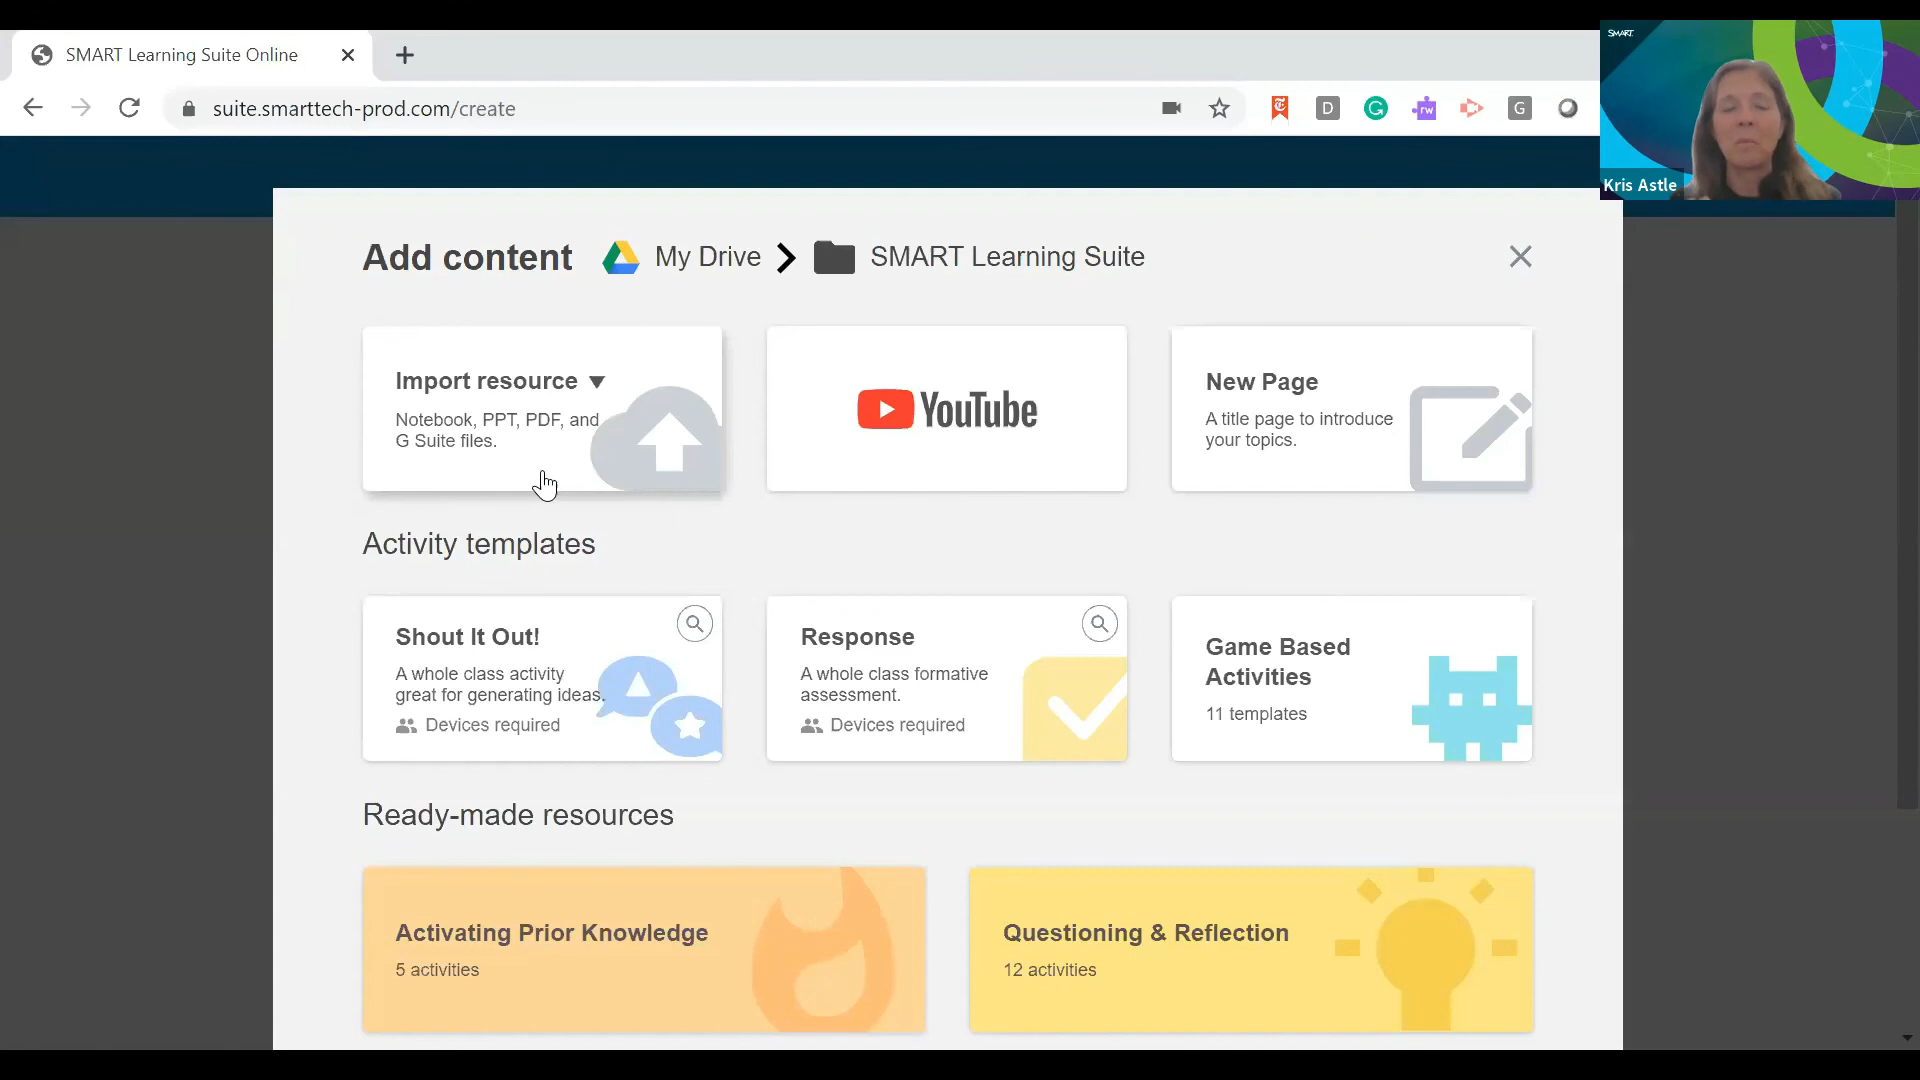 SMART Learning Suite Online
suite.smarttech-prod.com/create
D
G
rw
G
SMART
Kris Astle
Add content My Drive SMART Learning Suite
Import resource
Notebook, PPT, PDF, and
G Suite files.
YouTube
New Page
A title page to introduce
your topics.
Activity templates
Shout It Out!
A whole class activity
great for generating ideas.
Devices required
Response
A whole class formative
assessment.
Devices required
Game Based
Activities
11 templates
Ready-made resources
Activating Prior Knowledge
5 activities
Questioning & Reflection
12 activities